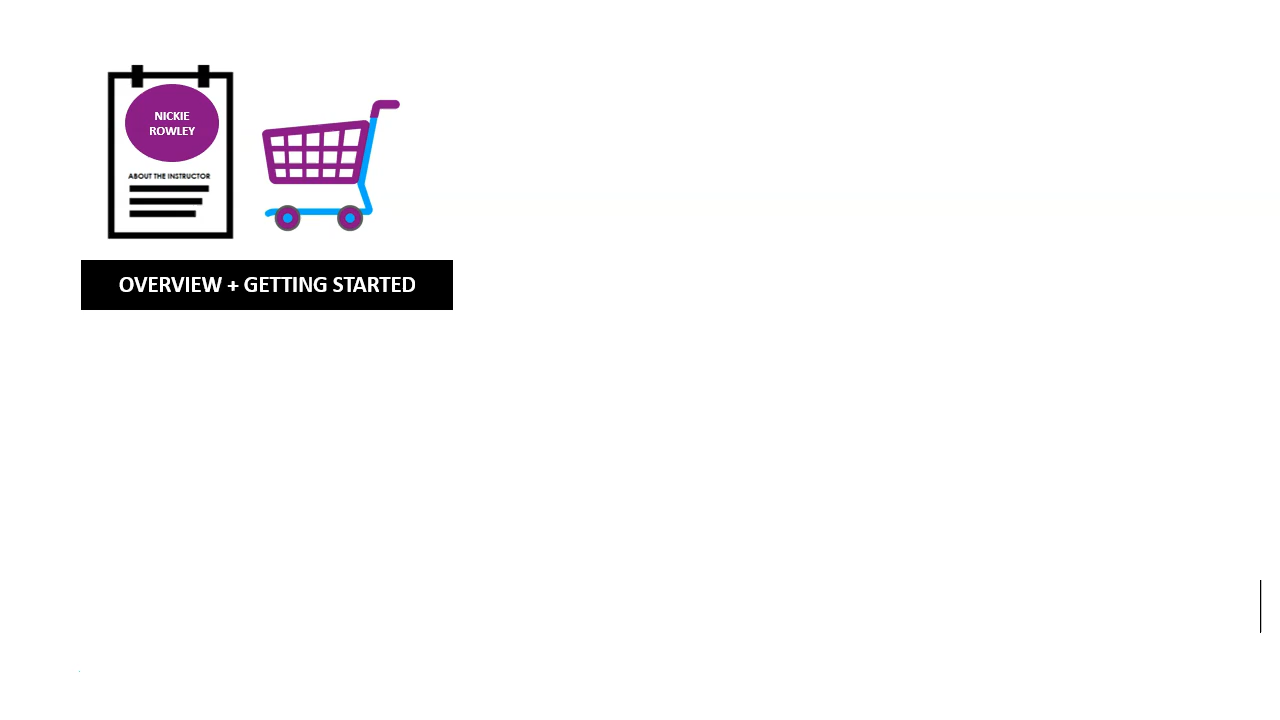 NICKIE
ROWLEY
ABOUT THE INSTRUCTOR
OVERVIEW + GETTING STARTED